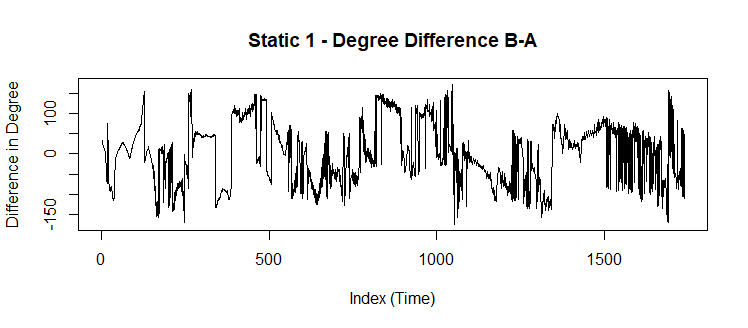 Static 1 - Degree Difference B-A
Difference in Degree
100
0
-150
0
500
1000
1500
Index (Time)